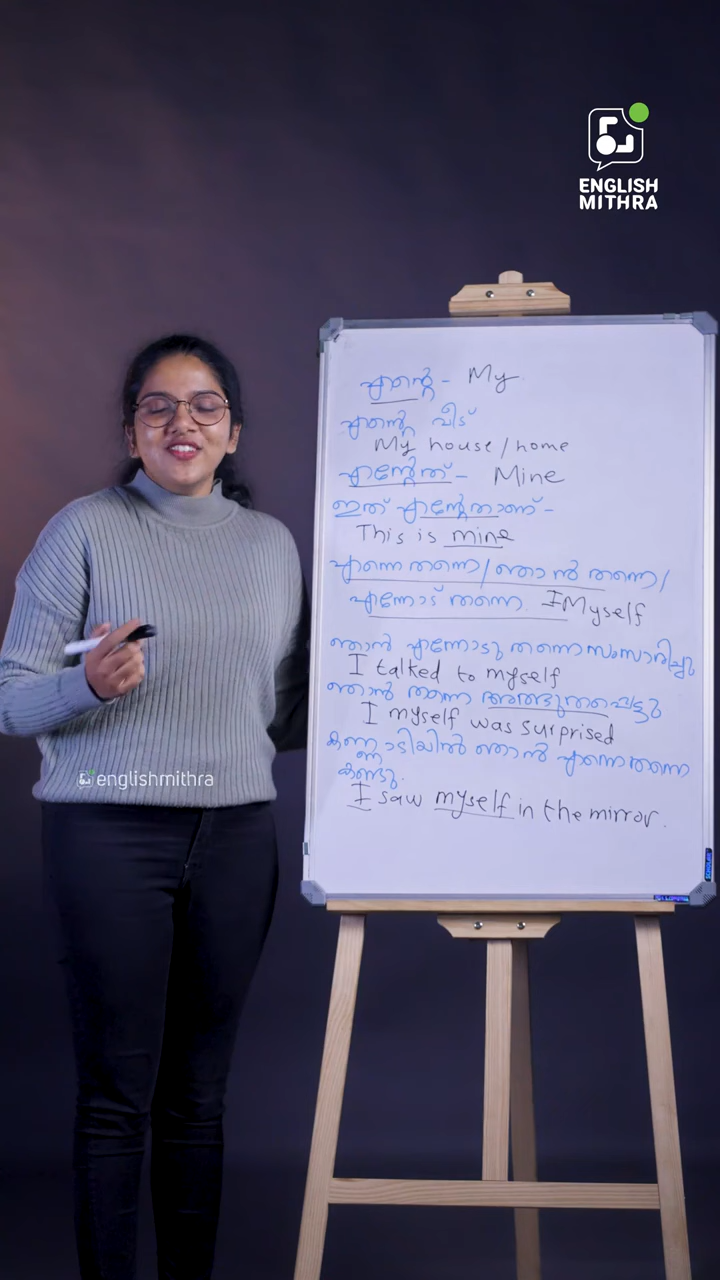 ENGLISH
MITHRA
എന്റെ - My
എന്റെ വീട്
My house/home
എന്റേത് - Mine
ഇത് എന്റേതാണ് -
This is mine
എന്നെ തന്നെ/ഞാൻ തന്നെ/
എന്നോട് തന്നെ IMyself
ഞാൻ എന്നോടു തന്നെ സംസാരിച്ചു
I talked to myself
ഞാൻ തന്നെ അത്ഭുതപ്പെട്ടു
I myself was surprised
കണ്ണാടിയിൽ ഞാൻ എന്നെ തന്നെ
കണ്ടു.
I saw myself in the mirror.
englishmithra